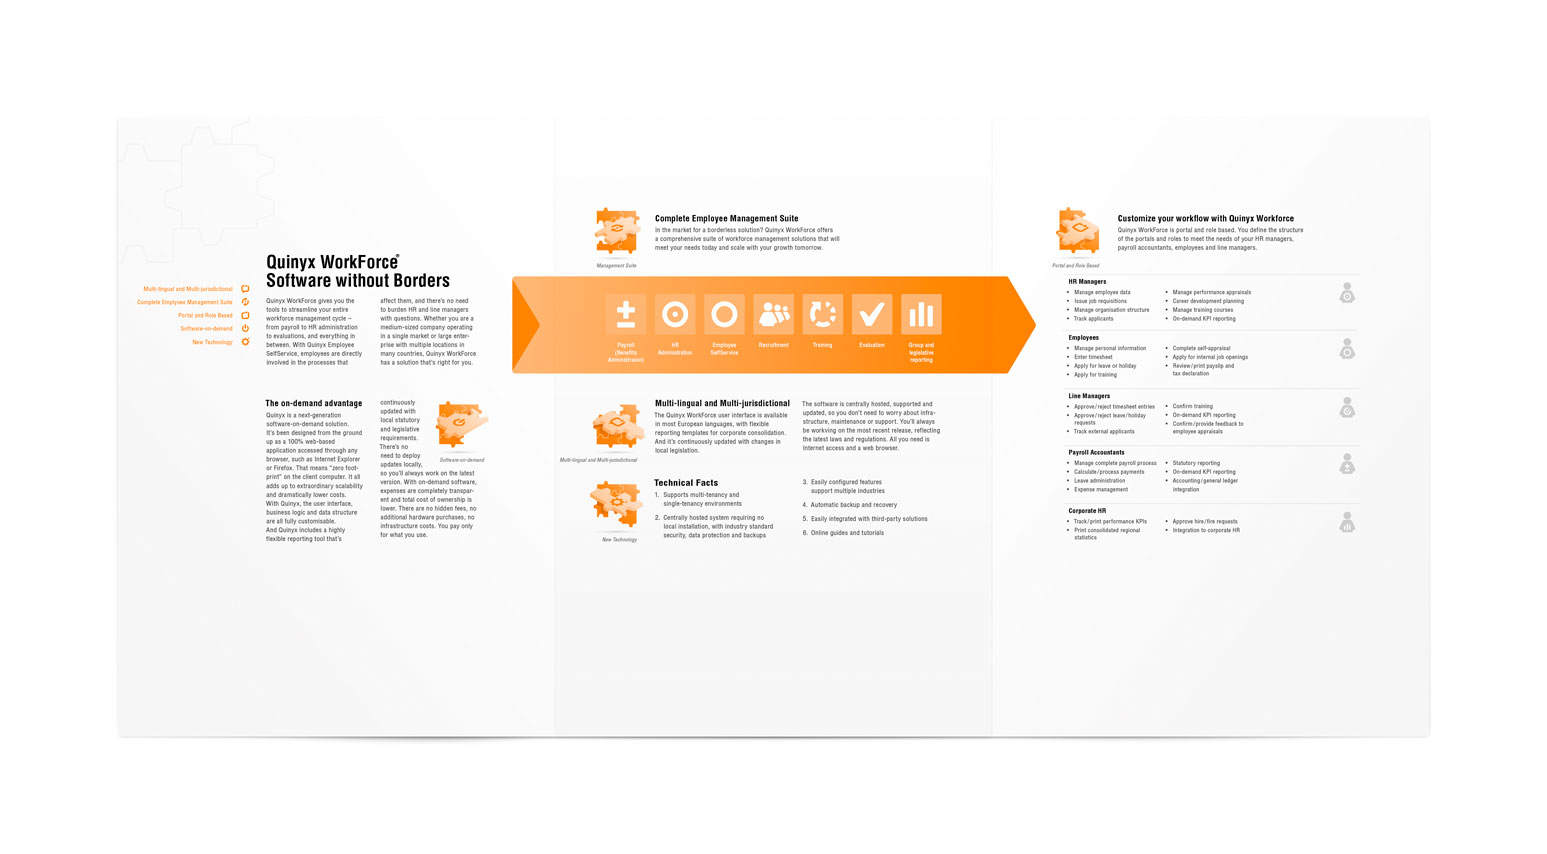 Multi-lingual and Multi-jurisdictional
Complete Employee Management Suite
Portal and Role Based
Software-on-demand
New Technology
Quinyx WorkForce®
Software without Borders
Quinyx WorkForce gives you the
tools to streamline your entire
workforce management cycle –
from payroll to HR administration
to evaluations, and everything in
between. With Quinyx Employee
SelfService, employees are directly
involved in the processes that
affect them, and there's no need
to burden HR and line managers
with questions. Whether you are a
medium-sized company operating
in a single market or large enter-
prise with multiple locations in
many countries, Quinyx WorkForce
has a solution that's right for you.
The on-demand advantage
Quinyx is a next-generation
software-on-demand solution.
It's been designed from the ground
up as a 100% web-based
application accessed through any
browser, such as Internet Explorer
or Firefox. That means "zero foot-
print" on the client computer. It all
adds up to extraordinary scalability
and dramatically lower costs.
With Quinyx, the user interface,
business logic and data structure
are all fully customisable.
And Quinyx includes a highly
flexible reporting tool that's
continuously
updated with
local statutory
and legislative
requirements.
There's no
need to deploy
updates locally,
so you'll always work on the latest
version. With on-demand software,
expenses are completely transpar-
ent and total cost of ownership is
lower. There are no hidden fees, no
additional hardware purchases, no
infrastructure costs. You pay only
for what you use.
Software-on-demand
Management Suite
Complete Employee Management Suite
In the market for a borderless solution? Quinyx WorkForce offers
a comprehensive suite of workforce management solutions that will
meet your needs today and scale with your growth tomorrow.
Payroll
(Benefits
Administraion)
HR
Administration
Employee
SelfService
Recruitment
Training
Evaluation
Group and
legislative
reporting
Multi-lingual and Multi-jurisdictional
Multi-lingual and Multi-jurisdictional
The Quinyx WorkForce user interface is available
in most European languages, with flexible
reporting templates for corporate consolidation.
And it's continuously updated with changes in
local legislation.
The software is centrally hosted, supported and
updated, so you don't need to worry about infra-
structure, maintenance or support. You'll always
be workving on the most recent release, reflecting
the latest laws and regulations. All you need is
internet access and a web browser.
New Technology
Technical Facts
1. Supports multi-tenancy and
single-tenancy environments
2. Centrally hosted system requiring no
local installation, with industry standard
security, data protection and backups
3. Easily configured features
support multiple industries
4. Automatic backup and recovery
5. Easily integrated with third-party solutions
6. Online guides and tutorials
Portal and Role Based
Customize your workflow with Quinyx Workforce
Quinyx WorkForce is portal and role based. You define the structure
of the portals and roles to meet the needs of your HR managers,
payroll accountants, employees and line managers.
HR Managers
• Manage employee data
• Issue job requisitions
• Manage organisation structure
• Track applicants
• Manage performance appraisals
• Career development planning
• Manage training courses
• On-demand KPI reporting
Employees
• Manage personal information
• Enter timesheet
• Apply for leave or holiday
• Apply for training
• Complete self-appraisal
• Apply for internal job openings
• Review/print payslip and
tax declaration
Line Managers
• Approve/reject timesheet entries
• Approve/reject leave/holiday
requests
• Track external applicants
• Confirm training
• On-demand KPI reporting
• Confirm/provide feedback to
employee appraisals
Payroll Accountants
• Manage complete payroll process
• Calculate/process payments
• Leave administration
• Expense management
• Statutory reporting
• On-demand KPI reporting
• Accounting/general ledger
integration
Corporate HR
• Track/print performance KPIs
• Print consolidated regional
statistics
• Approve hire/fire requests
• Integration to corporate HR